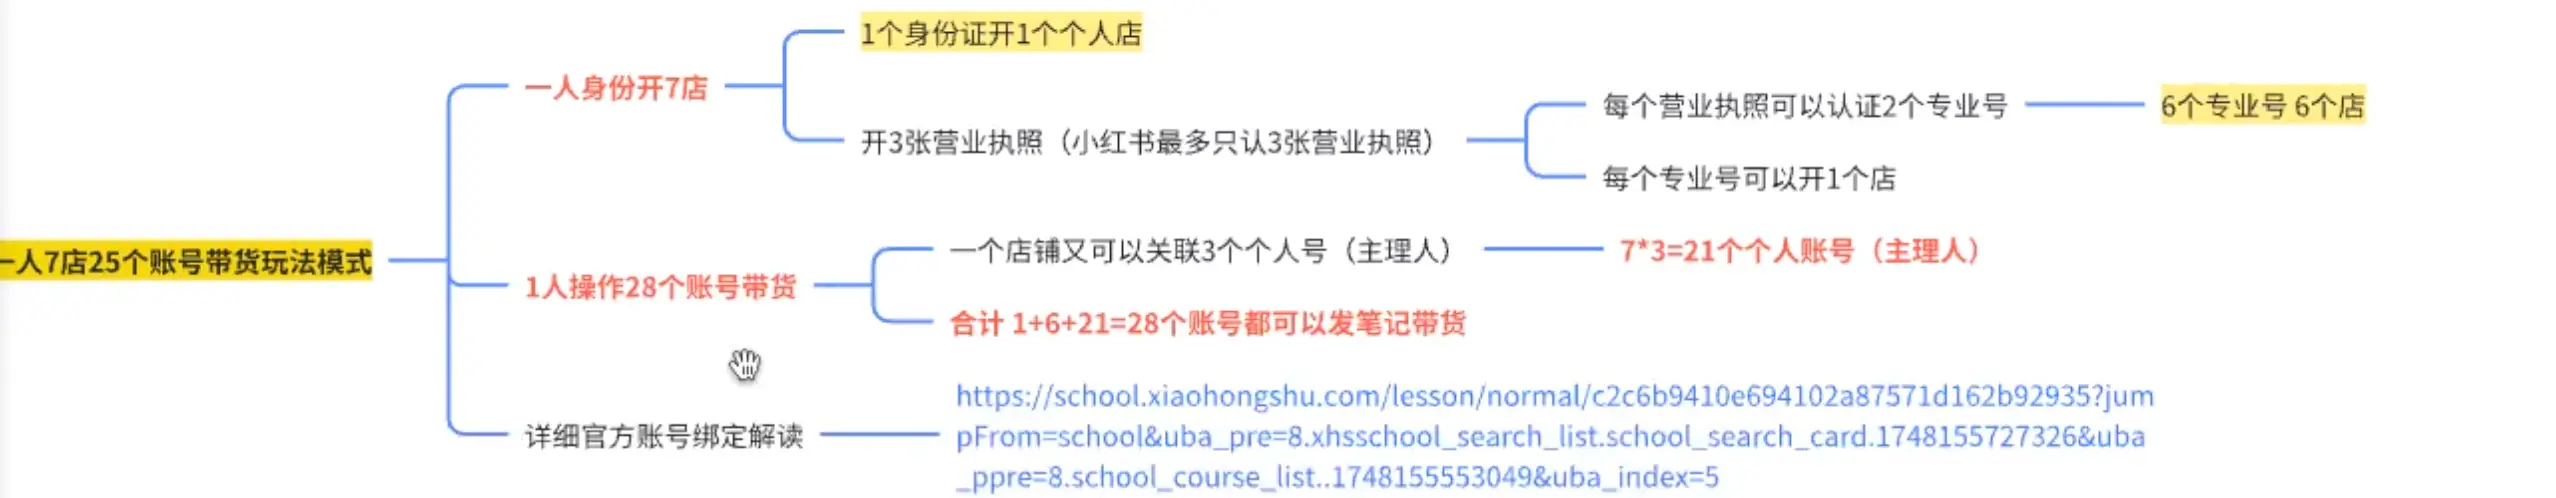 一人7店25个账号带货玩法模式
一人身份开7店
1个身份证开1个个人店
开3张营业执照（小红书最多只认3张营业执照）
每个营业执照可以认证2个专业号
6个专业号 6个店
每个专业号可以开1个店
1人操作28个账号带货
一个店铺又可以关联3个个人号（主理人）
7*3=21个个人账号（主理人）
合计 1+6+21=28个账号都可以发笔记带货
详细官方账号绑定解读
https://school.xiaohongshu.com/lesson/normal/c2c6b9410e694102a87571d162b92935?jum
pFrom=school&uba_pre=8.xhsschool_search_list.school_search_card.1748155727326&uba
_ppre=8.school_course_list..1748155553049&uba_index=5